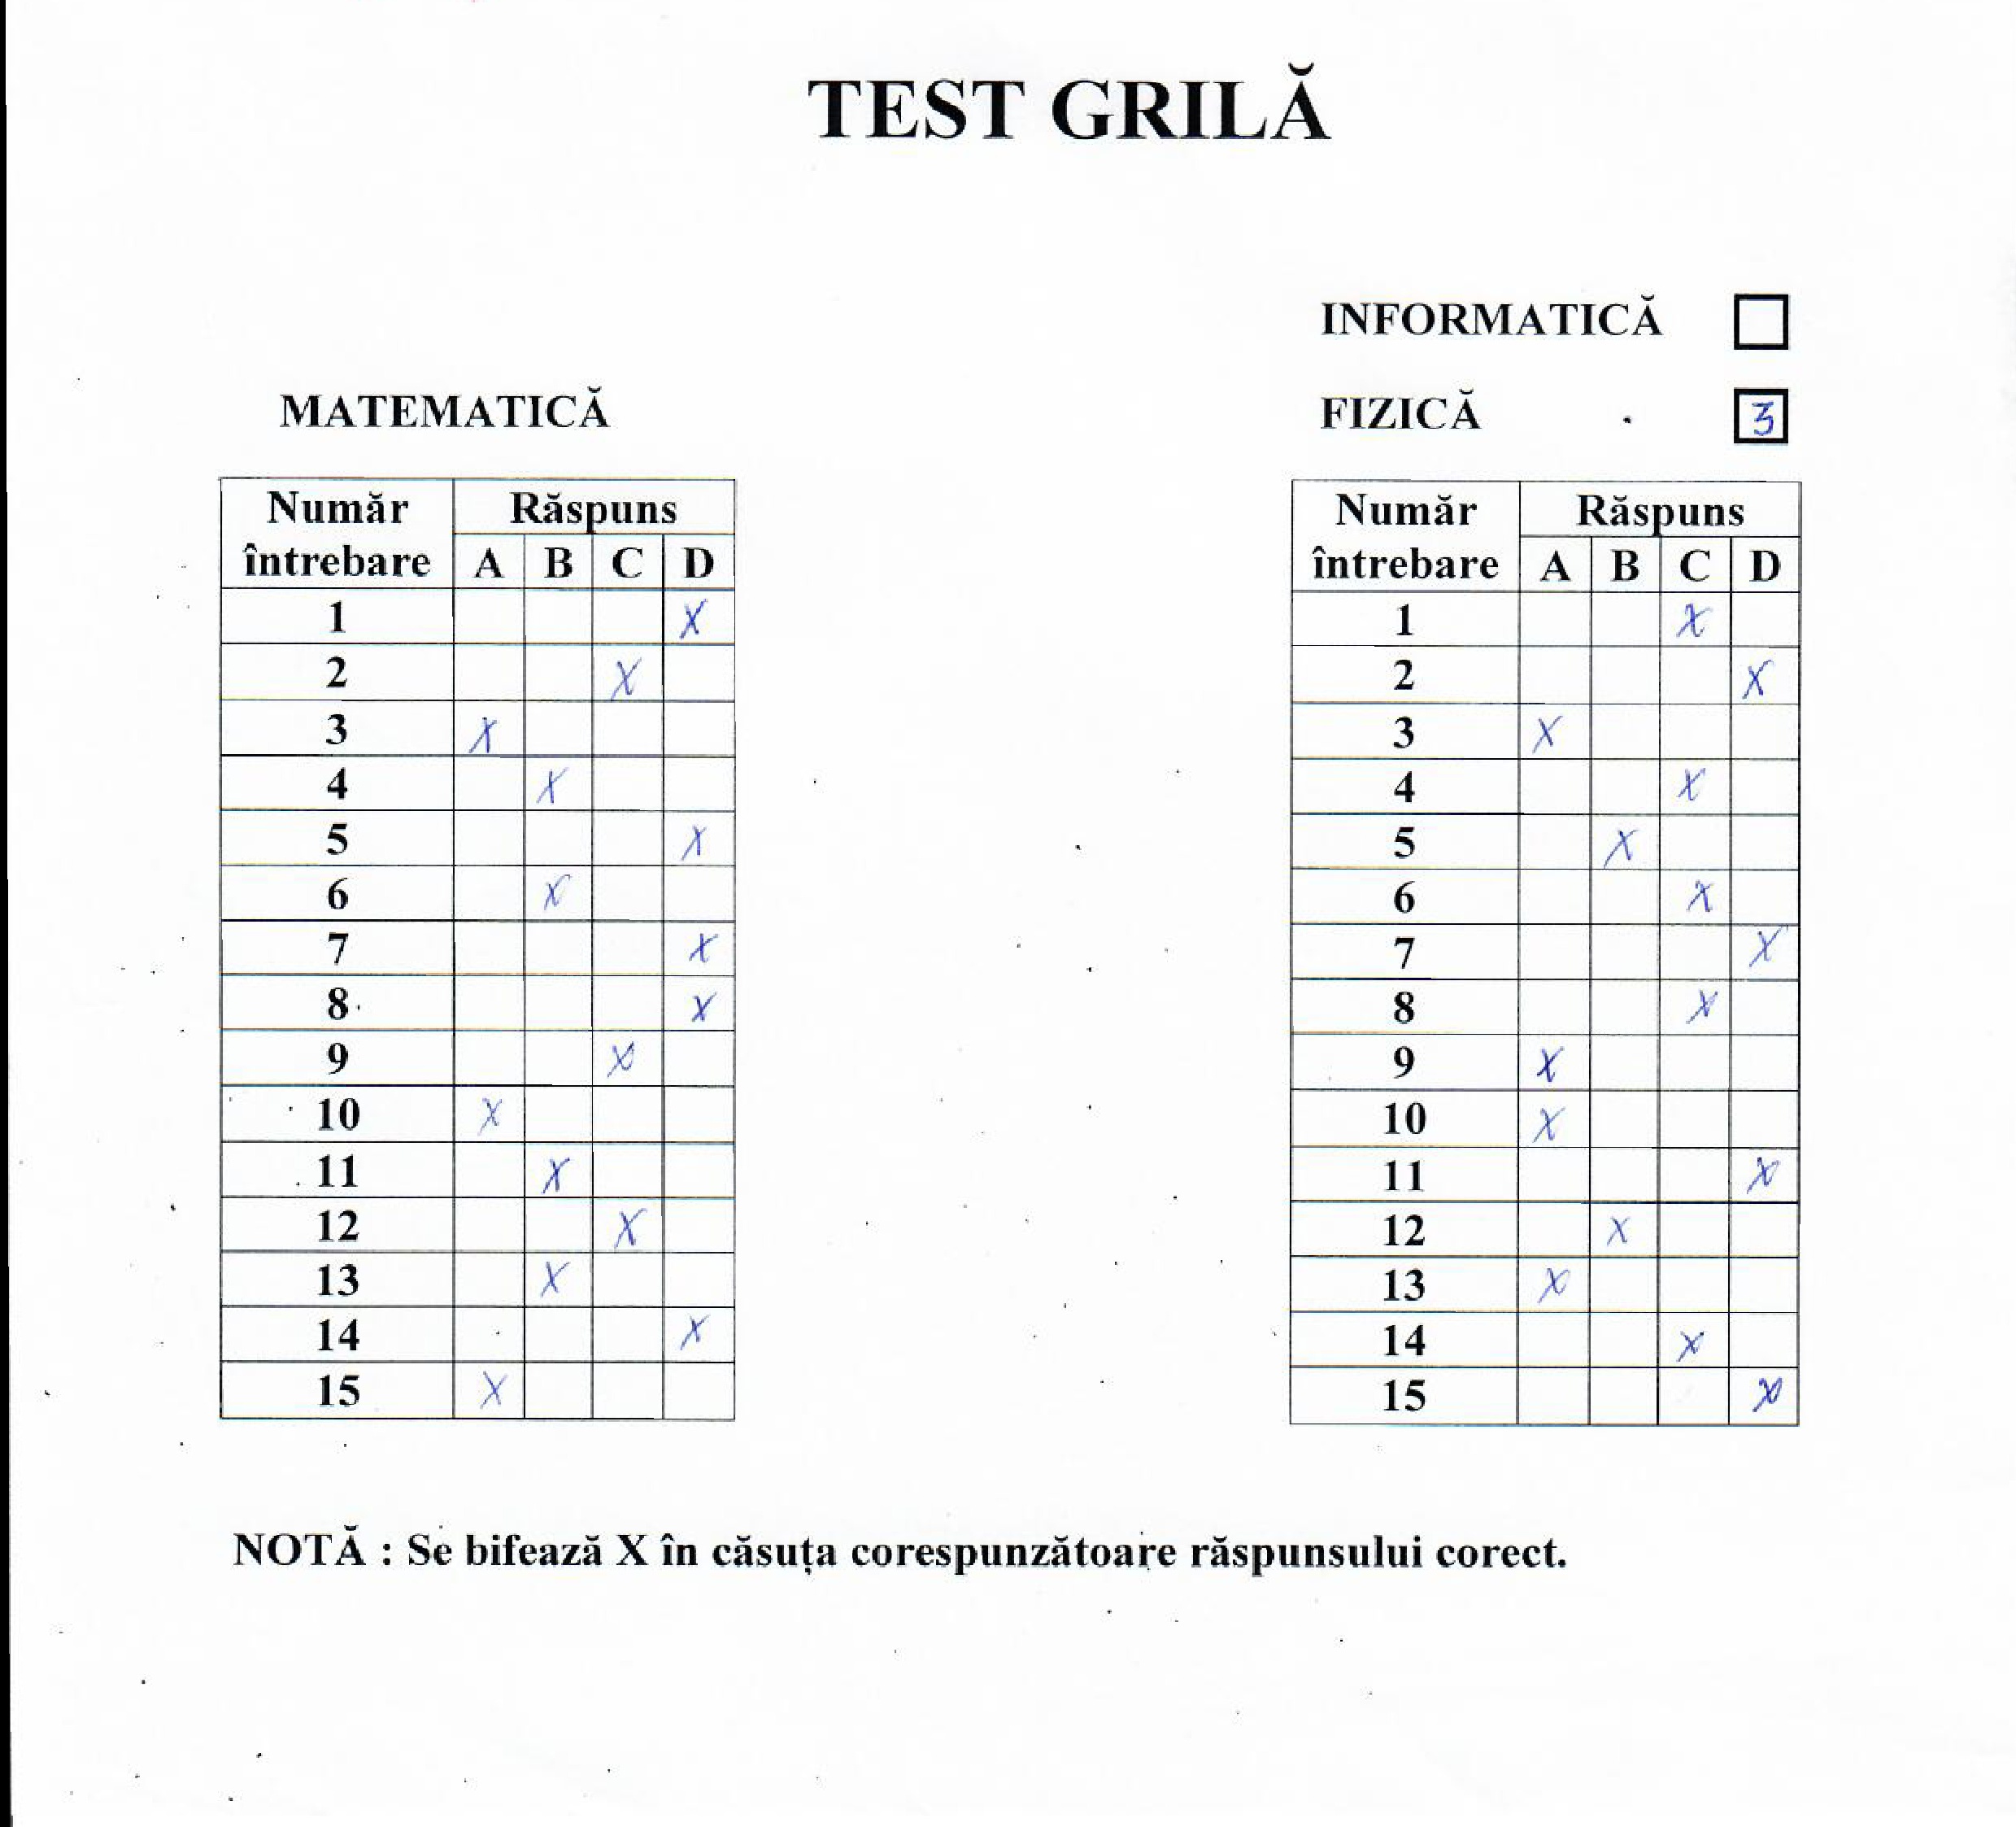 TEST GRILĂ
INFORMATICĂ
MATEMATICĂ
FIZICĂ 3
Număr întrebare Răspuns
A B C D
1 X
2 X
3 X
4 X
5 X
6 X
7 X
8 X
9 X
10 X
11 X
12 X
13 X
14 X
15 X
Număr întrebare Răspuns
A B C D
1 X
2 X
3 X
4 X
5 X
6 X
7 X
8 X
9 X
10 X
11 X
12 X
13 X
14 X
15 X
NOTĂ : Se bifează X în căsuța corespunzătoare răspunsului corect.